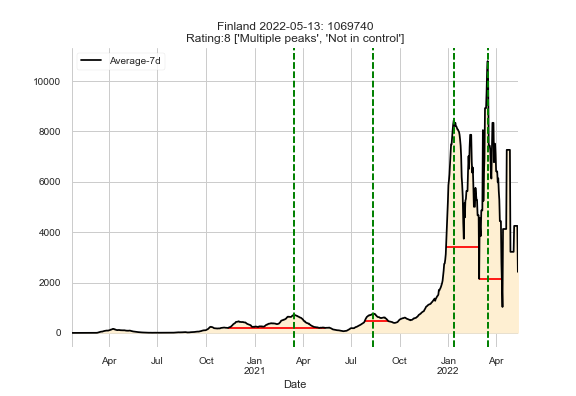 Finland 2022-05-13: 1069740
Rating:8 ['Multiple peaks', 'Not in control']
Average-7d
10000
8000
6000
4000
2000
0
Apr Jul Oct Jan Apr Jul Oct Jan Apr
2021 2022
Date